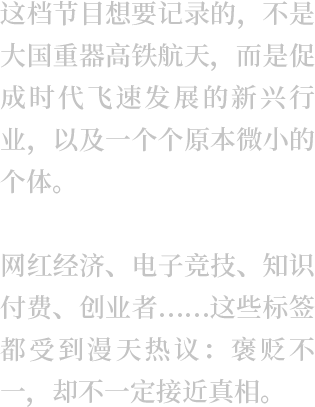 这档节目想要记录的，不是
大国重器高铁航天，而是促
成时代飞速发展的新兴行
业，以及一个个原本微小的
个体。
网红经济、电子竞技、知识
付费、创业者……这些标签
都受到漫天热议：褒贬不
一，却不一定接近真相。